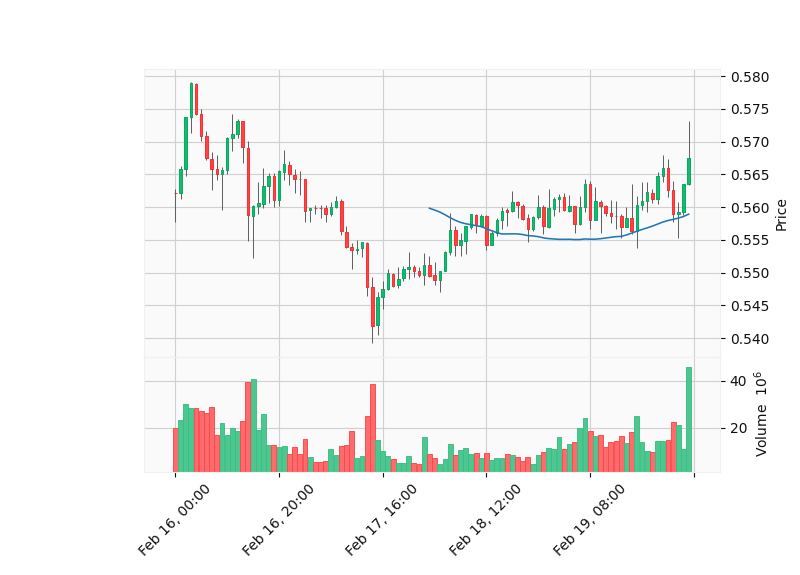 0.580
0.575
0.570
0.565
0.560
0.555
0.550
0.545
0.540
Price
40
20
Volume 10^6
Feb 16, 00:00
Feb 16, 20:00
Feb 17, 16:00
Feb 18, 12:00
Feb 19, 08:00